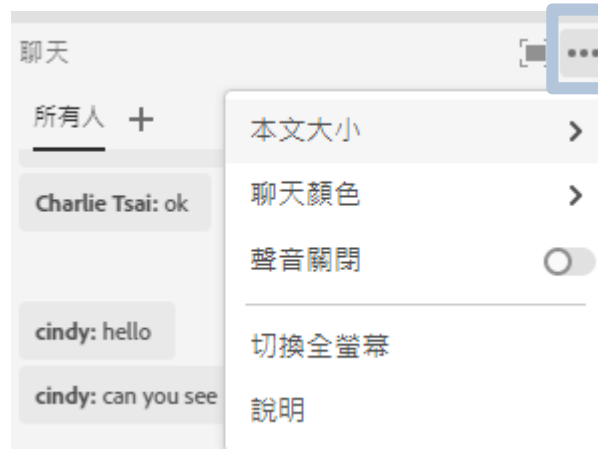 聊天
所有人 +
本文大小
Charlie Tsai: ok
聊天顏色
聲音關閉
cindy: hello
切換全螢幕
cindy: can you see
說明